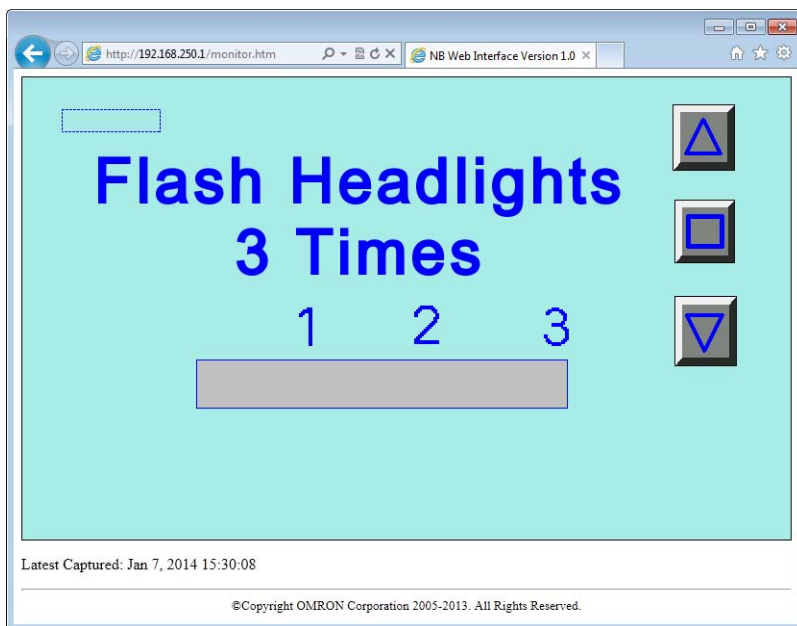 http://192.168.250.1/monitor.htm
NB Web Interface Version 1.0
Flash Headlights
3 Times
1 2 3
Latest Captured: Jan 7, 2014 15:30:08
©Copyright OMRON Corporation 2005-2013. All Rights Reserved.